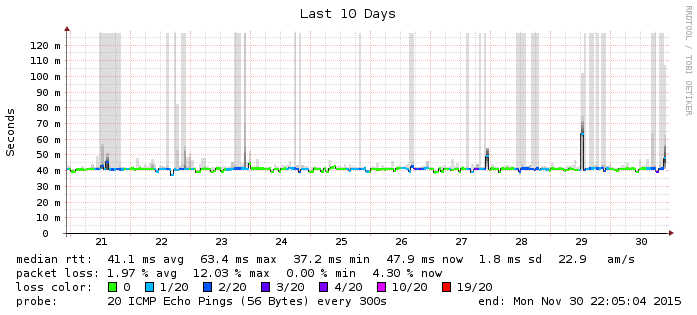 Last 10 Days
RRDTOOL / TOBI OETIKER
Seconds
120 m
110 m
100 m
90 m
80 m
70 m
60 m
50 m
40 m
30 m
20 m
10 m
0
21 22 23 24 25 26 27 28 29 30
median rtt: 41.1 ms avg 63.4 ms max 37.2 ms min 47.9 ms now 1.8 ms sd 22.9 am/s
packet loss: 1.97 % avg 12.03 % max 0.00 % min 4.30 % now
loss color: 0 1/20 2/20 3/20 4/20 10/20 19/20
probe: 20 ICMP Echo Pings (56 Bytes) every 300s end: Mon Nov 30 22:05:04 2015